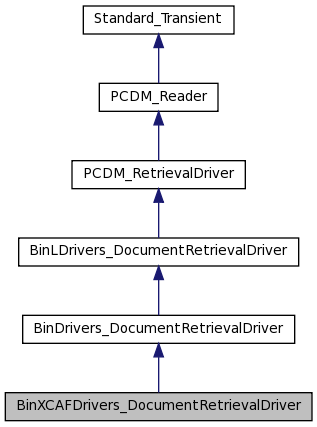 Standard_Transient
PCDM_Reader
PCDM_RetrievalDriver
BinLDrivers_DocumentRetrievalDriver
BinDrivers_DocumentRetrievalDriver
BinXCAFDrivers_DocumentRetrievalDriver